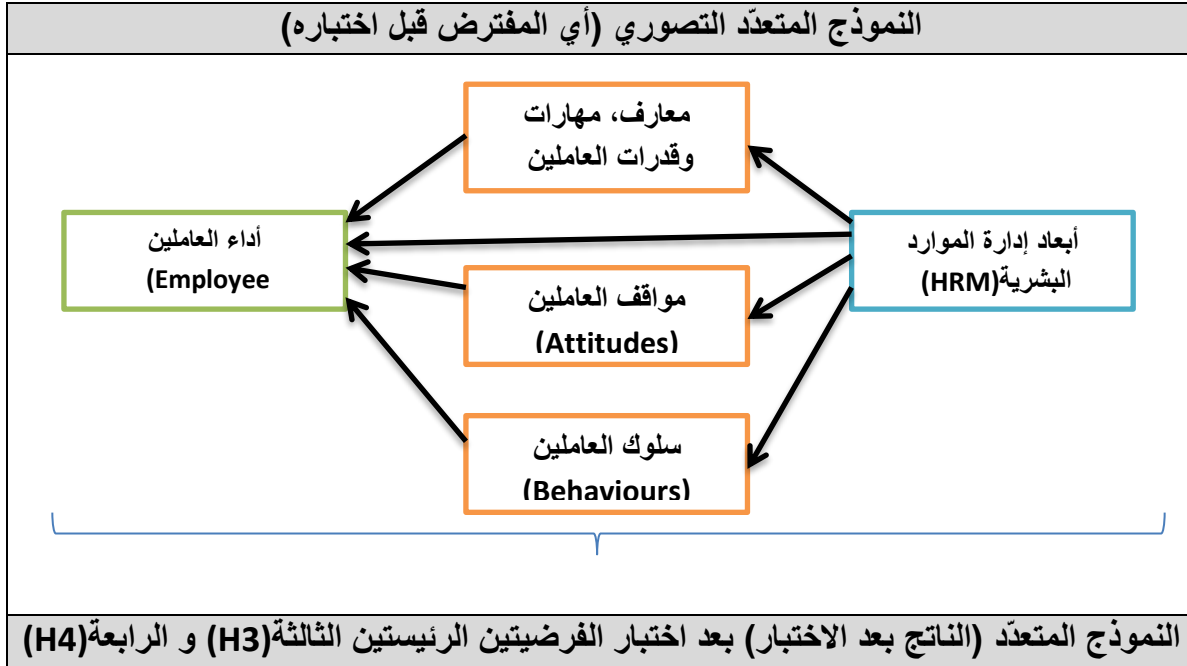 النموذج المتعدّد التصوري (أي المفترض قبل اختباره)
معارف، مهارات
وقدرات العاملين
أبعاد إدارة الموارد
البشرية(HRM)
أداء العاملين
(Employee
مواقف العاملين
(Attitudes)
سلوك العاملين
(Behaviours)
النموذج المتعدّد (الناتج بعد الاختبار) بعد اختبار الفرضيتين الرئيستين الثالثة(H3) و الرابعة(H4)